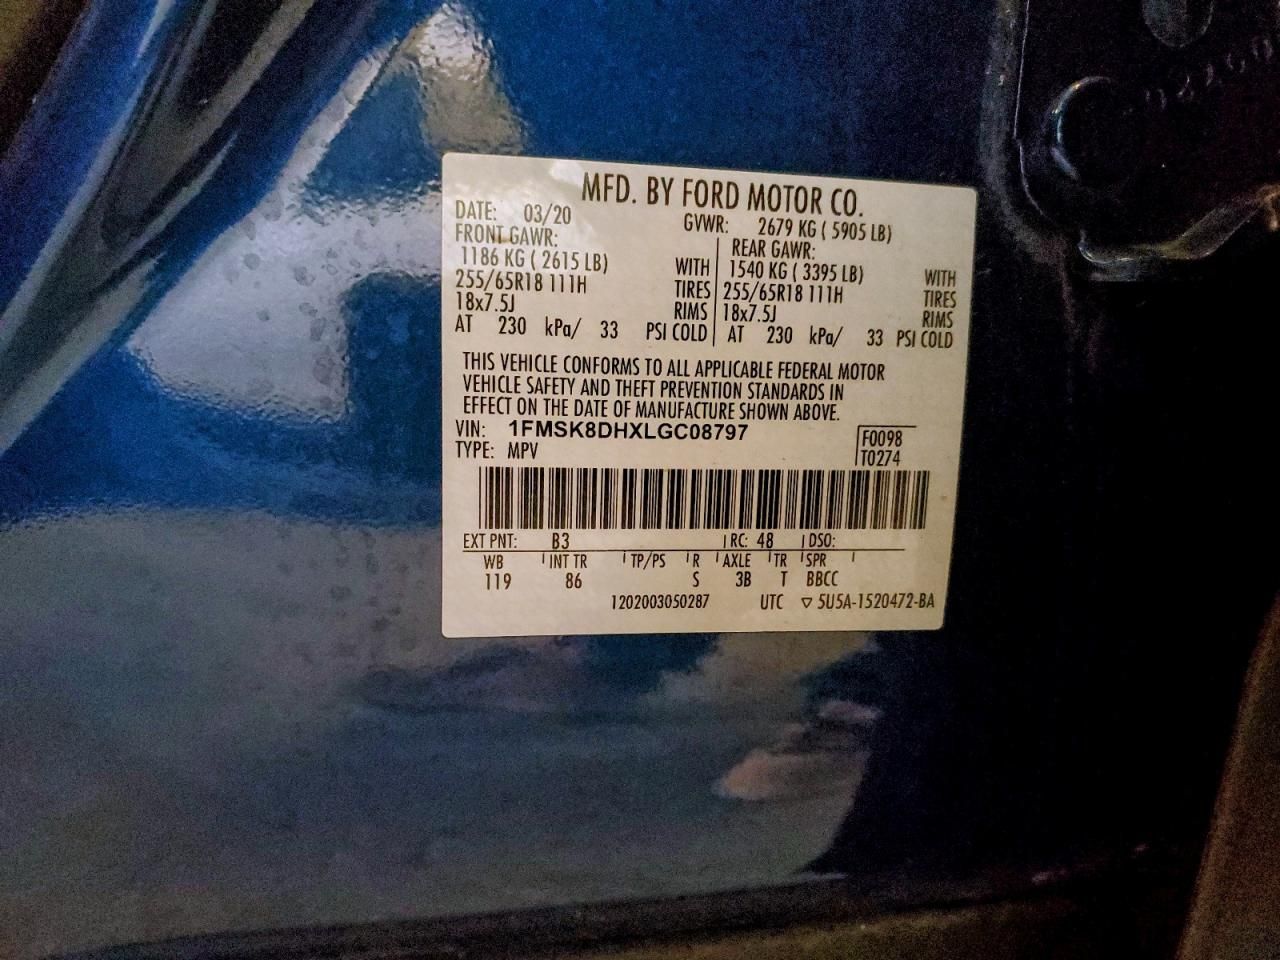 MFD. BY FORD MOTOR CO.
DATE: 03/20 GVWR: 2679 KG ( 5905 LB)
FRONT GAWR: REAR GAWR:
1186 KG ( 2615 LB) WITH 1540 KG ( 3395 LB) WITH
255/65R18 111H TIRES 255/65R18 111H TIRES
18x7.5J RIMS 18x7.5J RIMS
AT 230 kPa/ 33 PSI COLD AT 230 kPa/ 33 PSI COLD
THIS VEHICLE CONFORMS TO ALL APPLICABLE FEDERAL MOTOR
VEHICLE SAFETY AND THEFT PREVENTION STANDARDS IN
EFFECT ON THE DATE OF MANUFACTURE SHOWN ABOVE.
VIN: 1FMSK8DHXLGC08797 F0098
TYPE: MPV T0274
EXT PNT: B3 RC: 48 DSO:
WB INT TR TP/PS R AXLE TR SPR
119 86 S 3B T BBCC
1202003050287 UTC ▽ 5U5A-1520472-BA